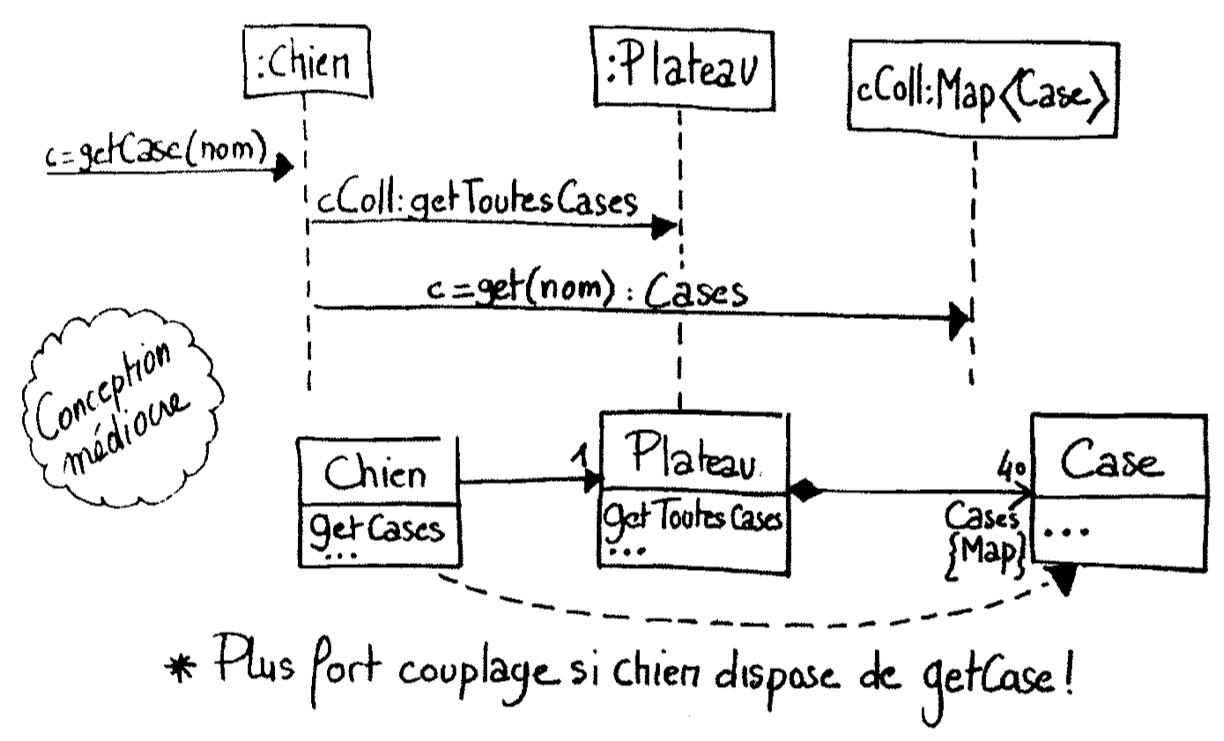 :Chien
:Plateau
cColl:Map<Case>
c=getCase(nom)
cColl:getToutesCases
c=get(nom) : Cases
Conception
médiocre
Chien
getCases
...
1
Plateau
getToutesCases
...
40
Cases
{Map}
Case
...
* Plus fort couplage si chien dispose de getCase!